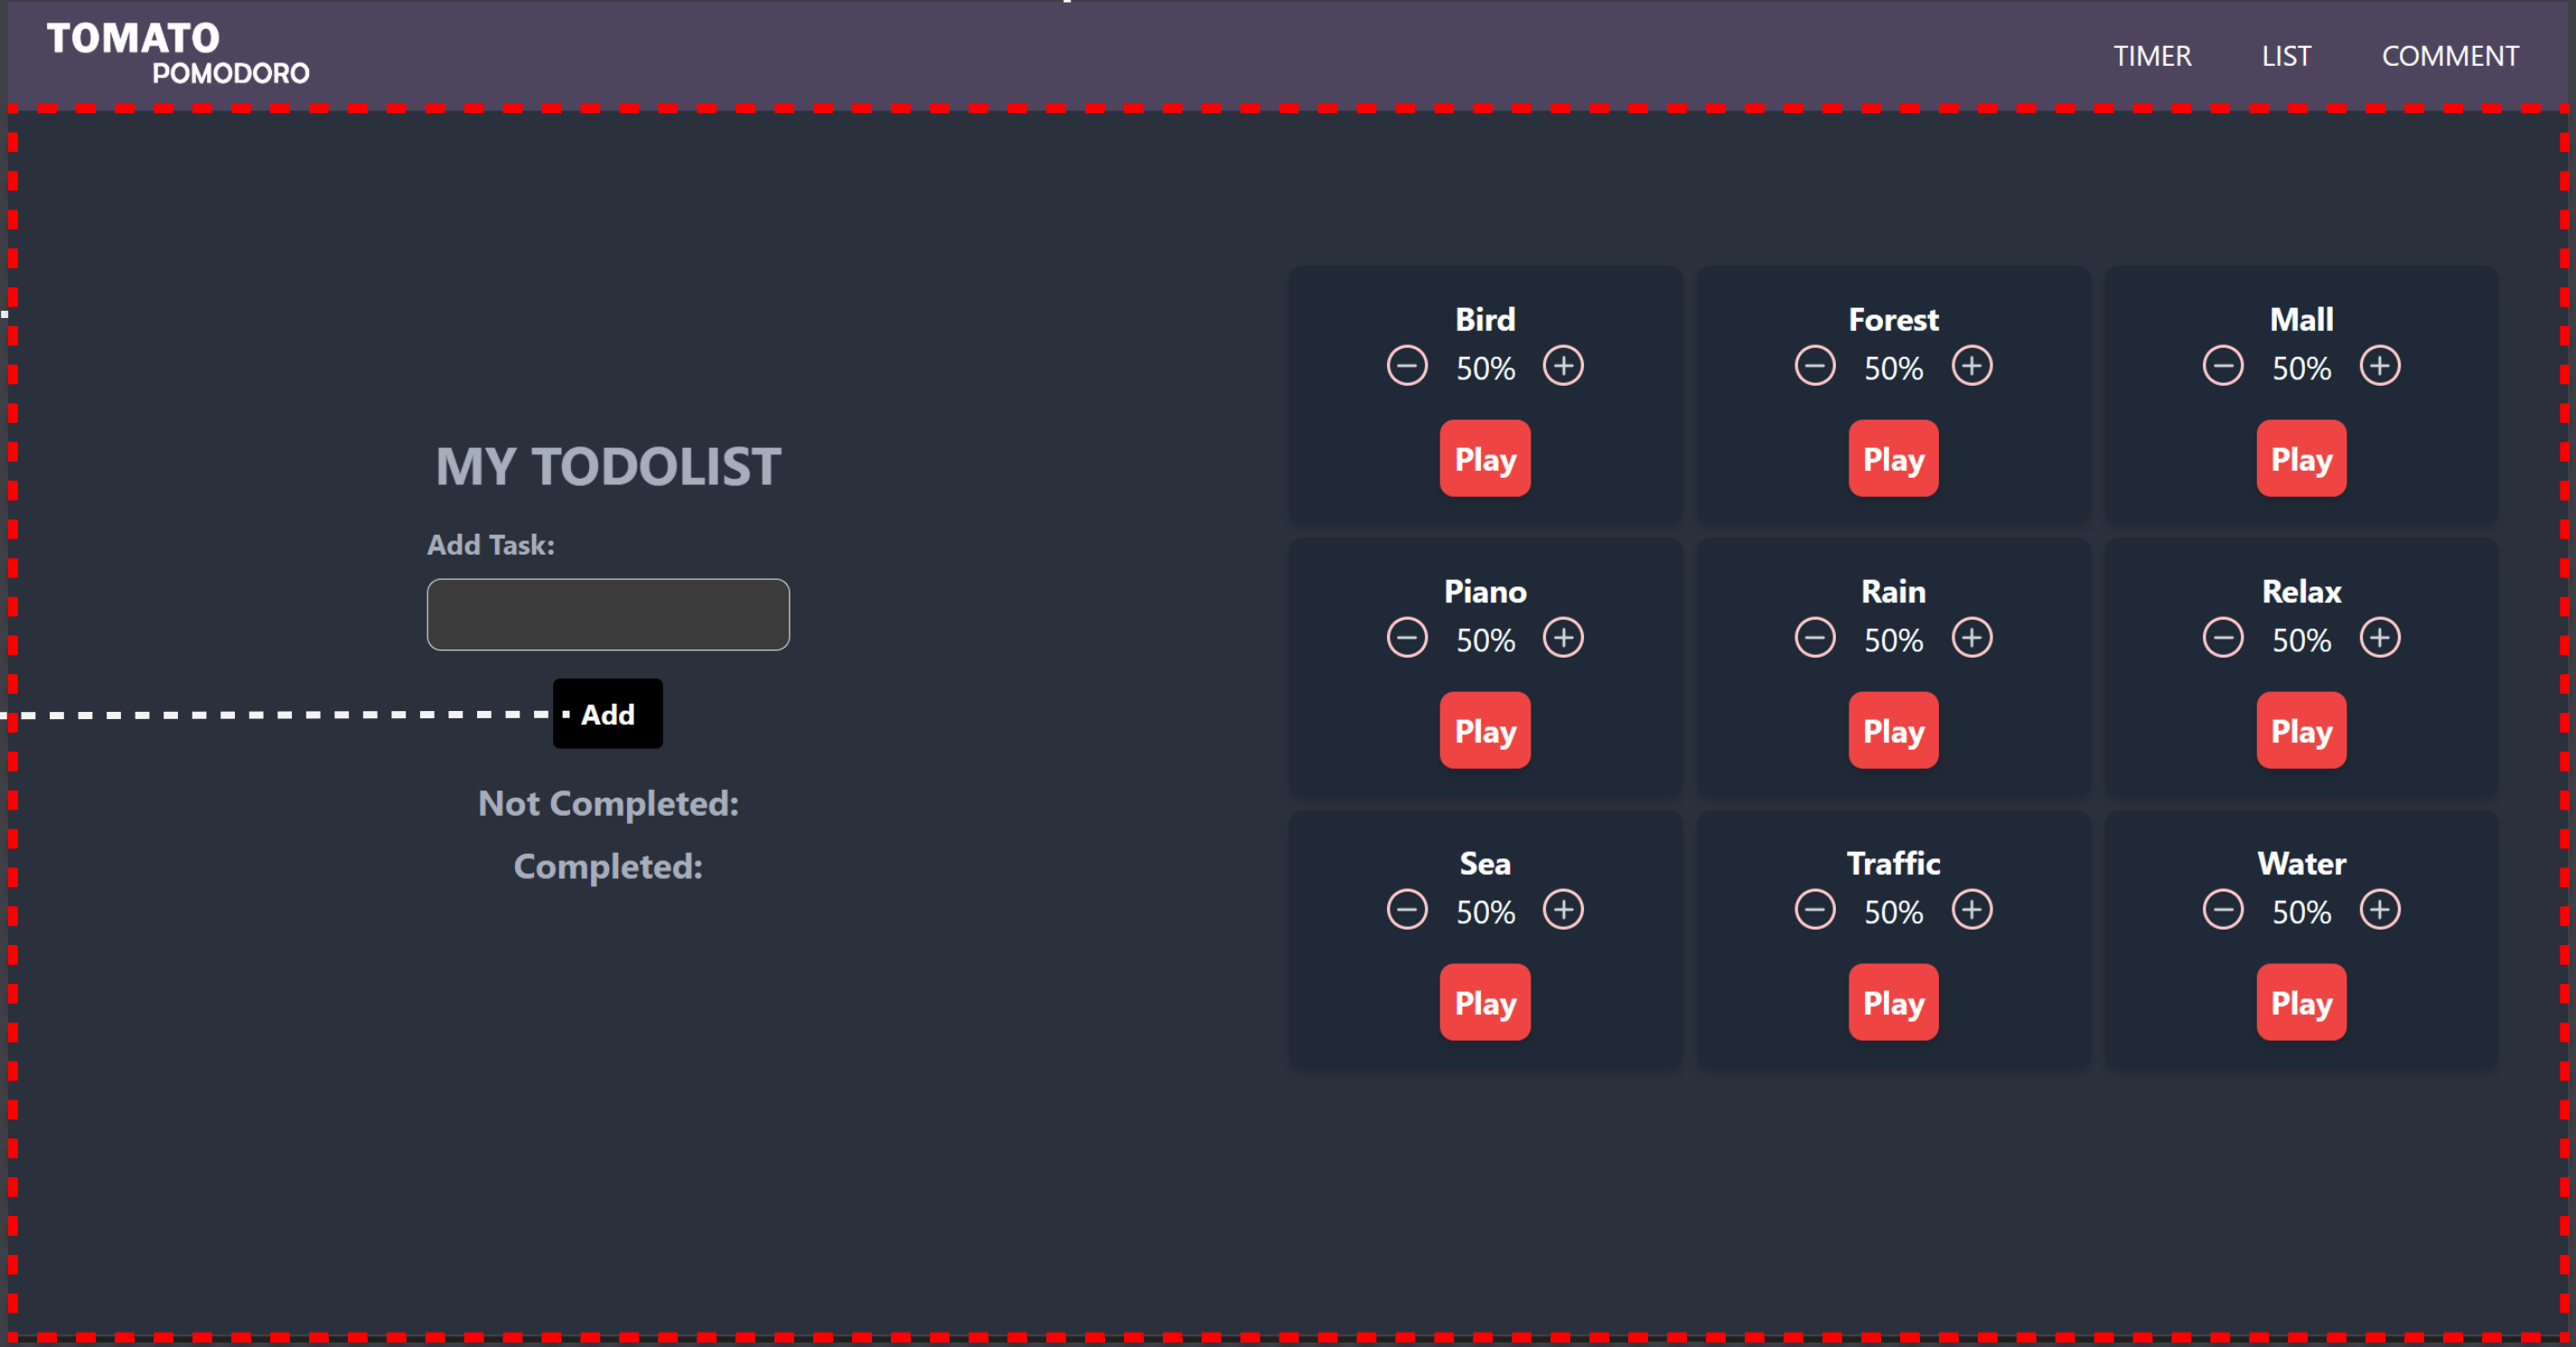 TOMATO
POMODORO
TIMER LIST COMMENT
MY TODOLIST
Add Task:
Add
Not Completed:
Completed:
Bird
50%
Play
Forest
50%
Play
Mall
50%
Play
Piano
50%
Play
Rain
50%
Play
Relax
50%
Play
Sea
50%
Play
Traffic
50%
Play
Water
50%
Play